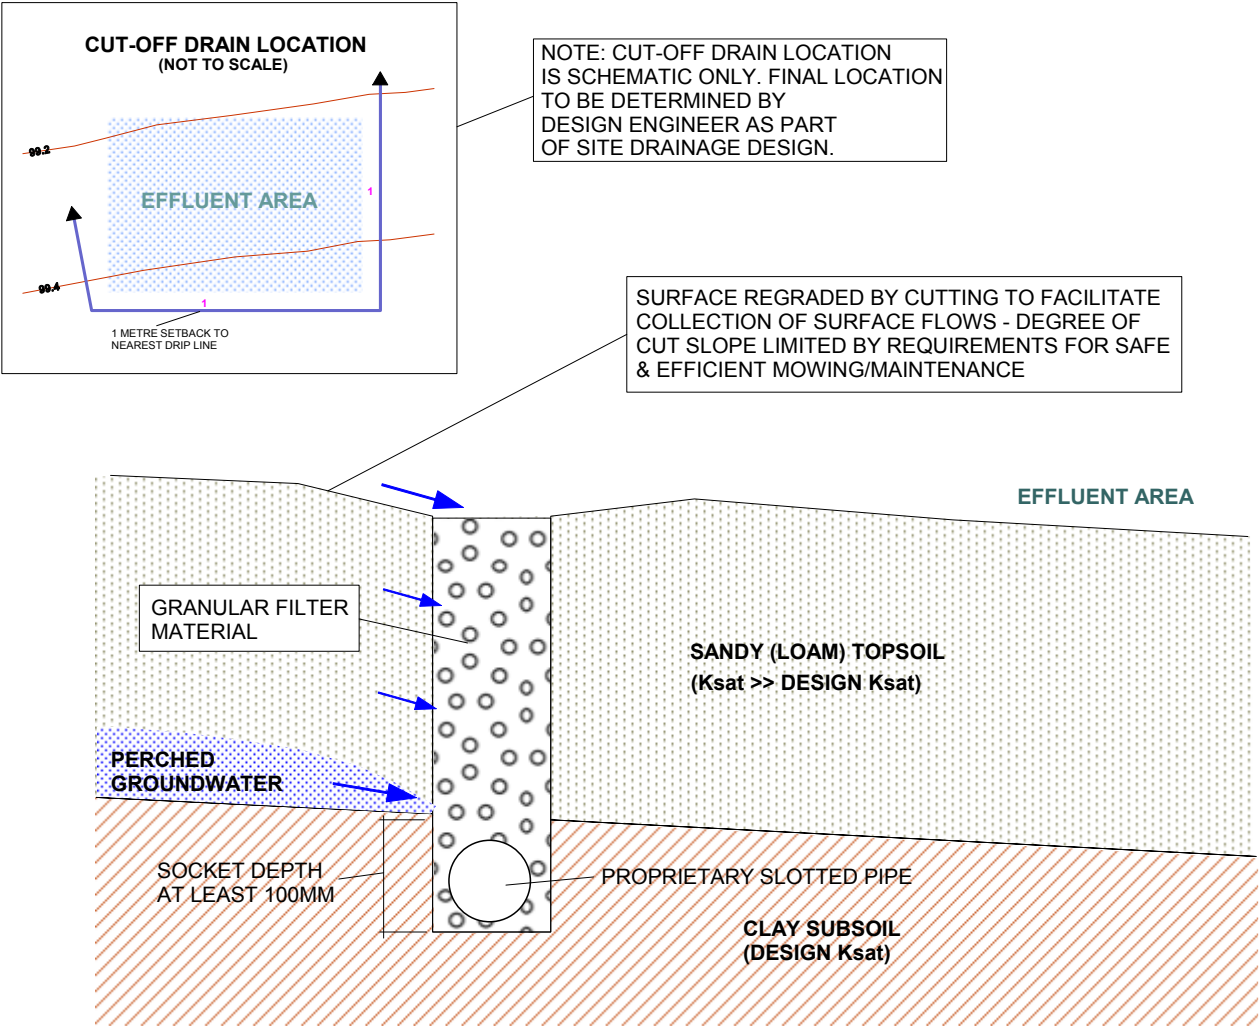 CUT-OFF DRAIN LOCATION
(NOT TO SCALE)
99.2
EFFLUENT AREA
1
99.4
1
1 METRE SETBACK TO
NEAREST DRIP LINE
NOTE: CUT-OFF DRAIN LOCATION
IS SCHEMATIC ONLY. FINAL LOCATION
TO BE DETERMINED BY
DESIGN ENGINEER AS PART
OF SITE DRAINAGE DESIGN.
SURFACE REGRADED BY CUTTING TO FACILITATE
COLLECTION OF SURFACE FLOWS - DEGREE OF
CUT SLOPE LIMITED BY REQUIREMENTS FOR SAFE
& EFFICIENT MOWING/MAINTENANCE
EFFLUENT AREA
GRANULAR FILTER
MATERIAL
SANDY (LOAM) TOPSOIL
(Ksat >> DESIGN Ksat)
PERCHED
GROUNDWATER
SOCKET DEPTH
AT LEAST 100MM
PROPRIETARY SLOTTED PIPE
CLAY SUBSOIL
(DESIGN Ksat)